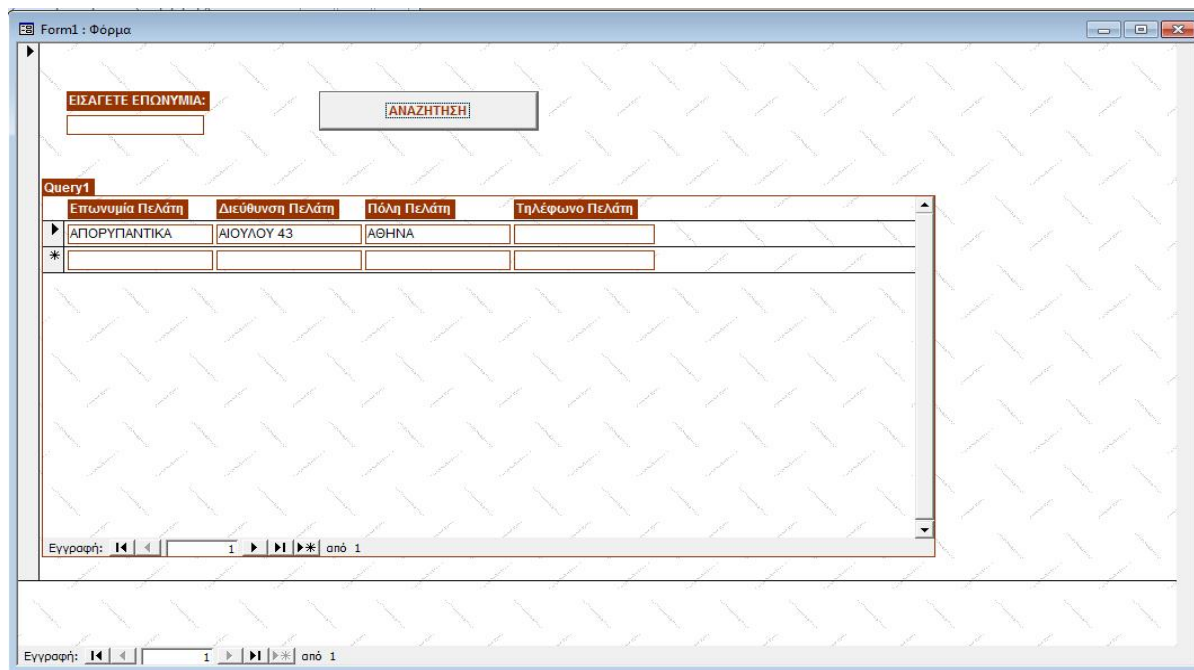 Form1 : Φόρμα
ΕΙΣΑΓΕΤΕ ΕΠΩΝΥΜΙΑ:
ΑΝΑΖΗΤΗΣΗ
Query1
Επωνυμία Πελάτη Διεύθυνση Πελάτη Πόλη Πελάτη Τηλέφωνο Πελάτη
ΑΠΟΡΥΠΑΝΤΙΚΑ ΑΙΟΥΛΟΥ 43 ΑΘΗΝΑ
Εγγραφή: 1 από 1
Εγγραφή: 1 από 1